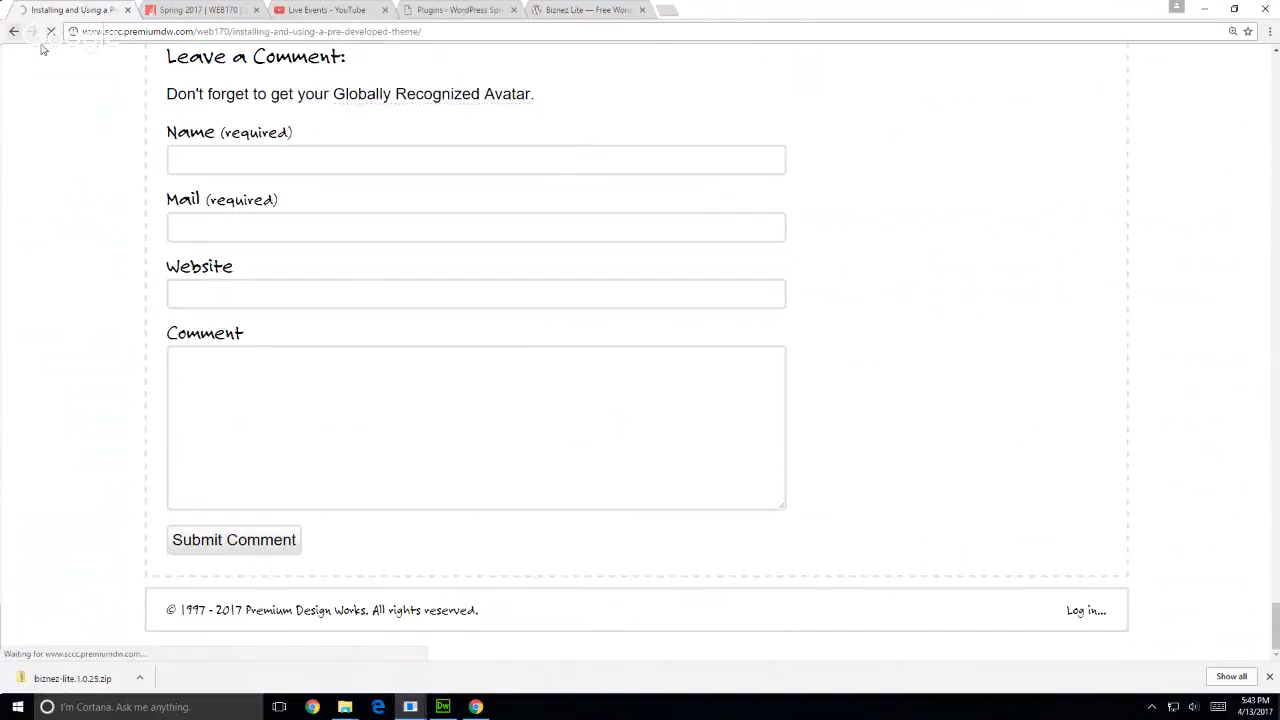 Installing and Using a P
Spring 2017 | WEB170 |
Live Events - YouTube
Plugins ‹ WordPress Spr
Biznez Lite — Free Wor
www.sccc.premiumdw.com/web170/installing-and-using-a-pre-developed-theme/
Google
Leave a Comment:
Don't forget to get your Globally Recognized Avatar.
Name (required)
Mail (required)
Website
Comment
Submit Comment
© 1997 - 2017 Premium Design Works. All rights reserved.
Log in...
Waiting for www.sccc.premiumdw.com...
biznez-lite.1.0.25.zip
Show all
I'm Cortana. Ask me anything.
Dw
5:43 PM
4/13/2017